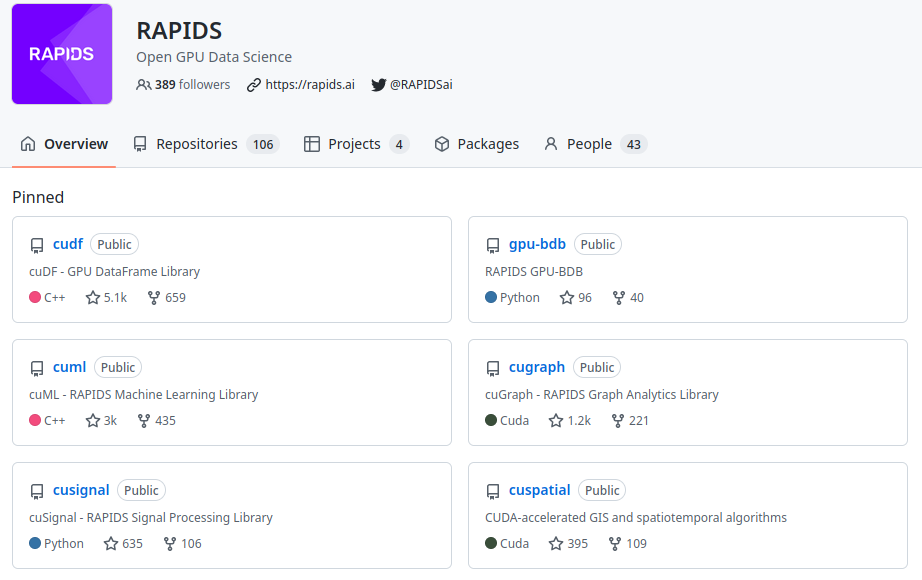 RAPIDS
RAPIDS
Open GPU Data Science
389 followers https://rapids.ai @RAPIDSai
Overview Repositories 106 Projects 4 Packages People 43
Pinned
cudf Public
cuDF - GPU DataFrame Library
C++ 5.1k 659
gpu-bdb Public
RAPIDS GPU-BDB
Python 96 40
cuml Public
cuML - RAPIDS Machine Learning Library
C++ 3k 435
cugraph Public
cuGraph - RAPIDS Graph Analytics Library
Cuda 1.2k 221
cusignal Public
cuSignal - RAPIDS Signal Processing Library
Python 635 106
cuspatial Public
CUDA-accelerated GIS and spatiotemporal algorithms
Cuda 395 109